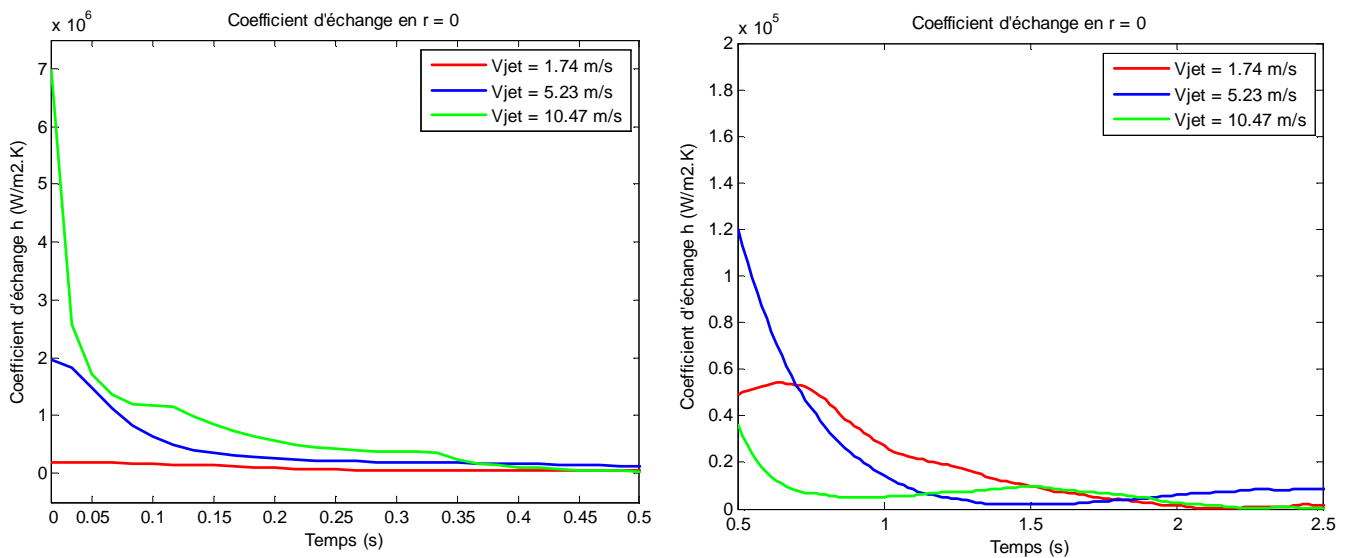 Coefficient d'échange en r = 0
x 10^6
Vjet = 1.74 m/s
Vjet = 5.23 m/s
Vjet = 10.47 m/s
Coefficient d'échange h (W/m2.K)
7
6
5
4
3
2
1
0
0 0.05 0.1 0.15 0.2 0.25 0.3 0.35 0.4 0.45 0.5
Temps (s)
Coefficient d'échange en r = 0
x 10^5
Vjet = 1.74 m/s
Vjet = 5.23 m/s
Vjet = 10.47 m/s
Coefficient d'échange h (W/m2.K)
2
1.8
1.6
1.4
1.2
1
0.8
0.6
0.4
0.2
0
0.5 1 1.5 2 2.5
Temps (s)